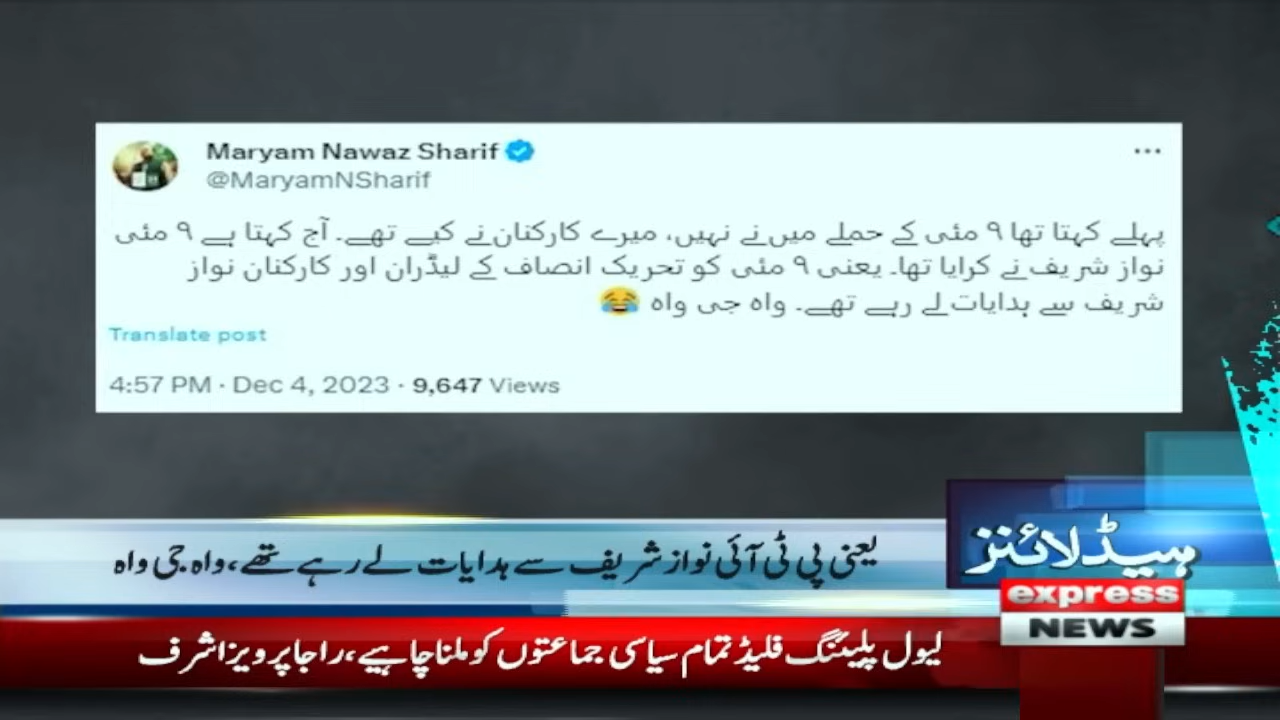 Maryam Nawaz Sharif
@MaryamNSharif
پہلے کہتا تھا ۹ مئی کے حملے میں نے نہیں، میرے کارکنان نے کیے تھے۔ آج کہتا ہے ۹ مئی
نواز شریف نے کرایا تھا۔ یعنی ۹ مئی کو تحریک انصاف کے لیڈران اور کارکنان نواز
شریف سے ہدایات لے رہے تھے۔ واہ جی واہ 😂
Translate post
4:57 PM · Dec 4, 2023 · 9,647 Views
ہیڈلائنز
یعنی پی ٹی آئی نواز شریف سے ہدایات لے رہے تھے، واہ جی واہ
express
NEWS
لیول پلیئنگ فلیڈ تمام سیاسی جماعتوں کو ملنا چاہیے، راجا پرویز اشرف